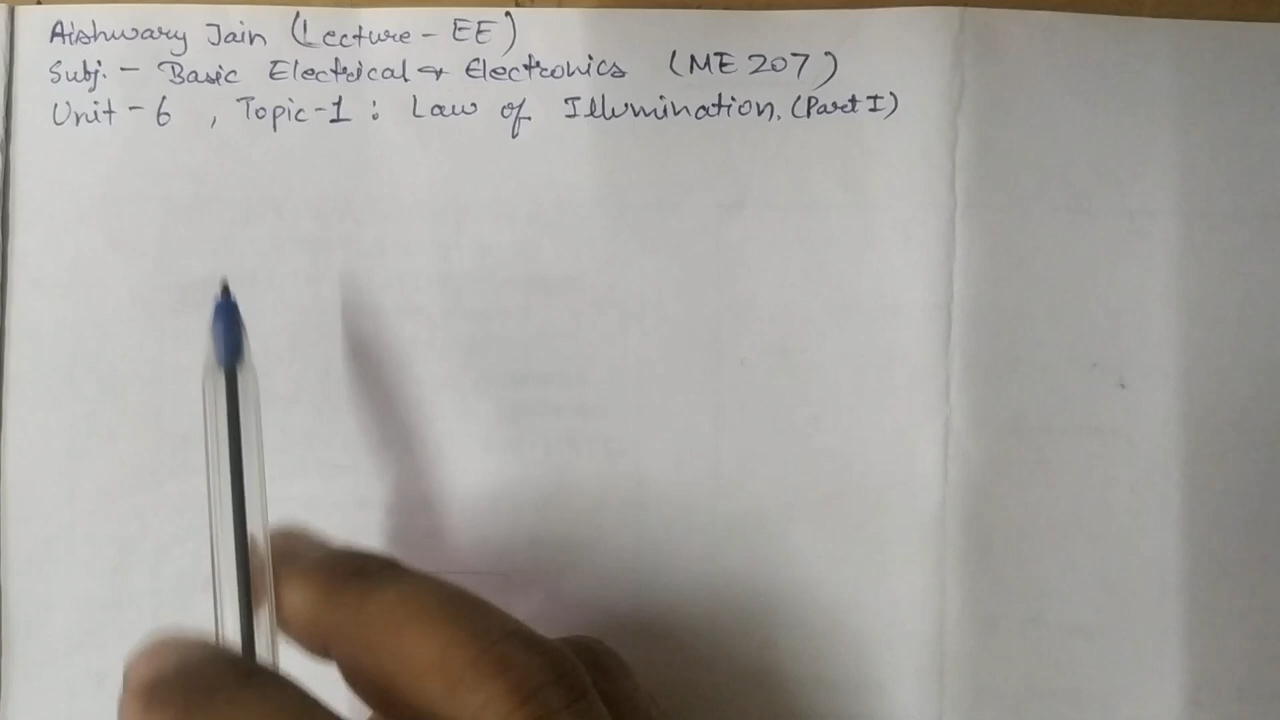 Aishwary Jain (Lecture - EE)
Subj. - Basic Electrical & Electronics (ME 207)
Unit - 6 , Topic-1 : Law of Illumination. (Part I)